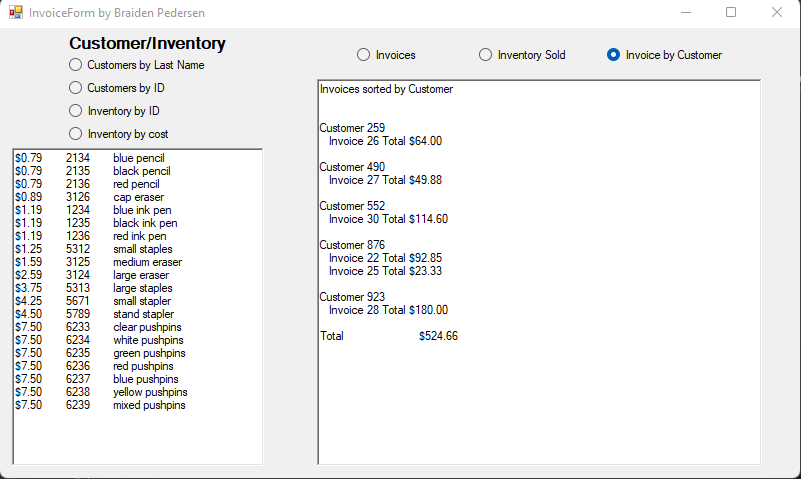 InvoiceForm by Braiden Pedersen
Customer/Inventory
Customers by Last Name
Customers by ID
Inventory by ID
Inventory by cost
$0.79 2134 blue pencil
$0.79 2135 black pencil
$0.79 2136 red pencil
$0.89 3126 cap eraser
$1.19 1234 blue ink pen
$1.19 1235 black ink pen
$1.19 1236 red ink pen
$1.25 5312 small staples
$1.59 3125 medium eraser
$2.59 3124 large eraser
$3.75 5313 large staples
$4.25 5671 small stapler
$4.50 5789 stand stapler
$7.50 6233 clear pushpins
$7.50 6234 white pushpins
$7.50 6235 green pushpins
$7.50 6236 red pushpins
$7.50 6237 blue pushpins
$7.50 6238 yellow pushpins
$7.50 6239 mixed pushpins
Invoices Inventory Sold Invoice by Customer
Invoices sorted by Customer
Customer 259
Invoice 26 Total $64.00
Customer 490
Invoice 27 Total $49.88
Customer 552
Invoice 30 Total $114.60
Customer 876
Invoice 22 Total $92.85
Invoice 25 Total $23.33
Customer 923
Invoice 28 Total $180.00
Total $524.66